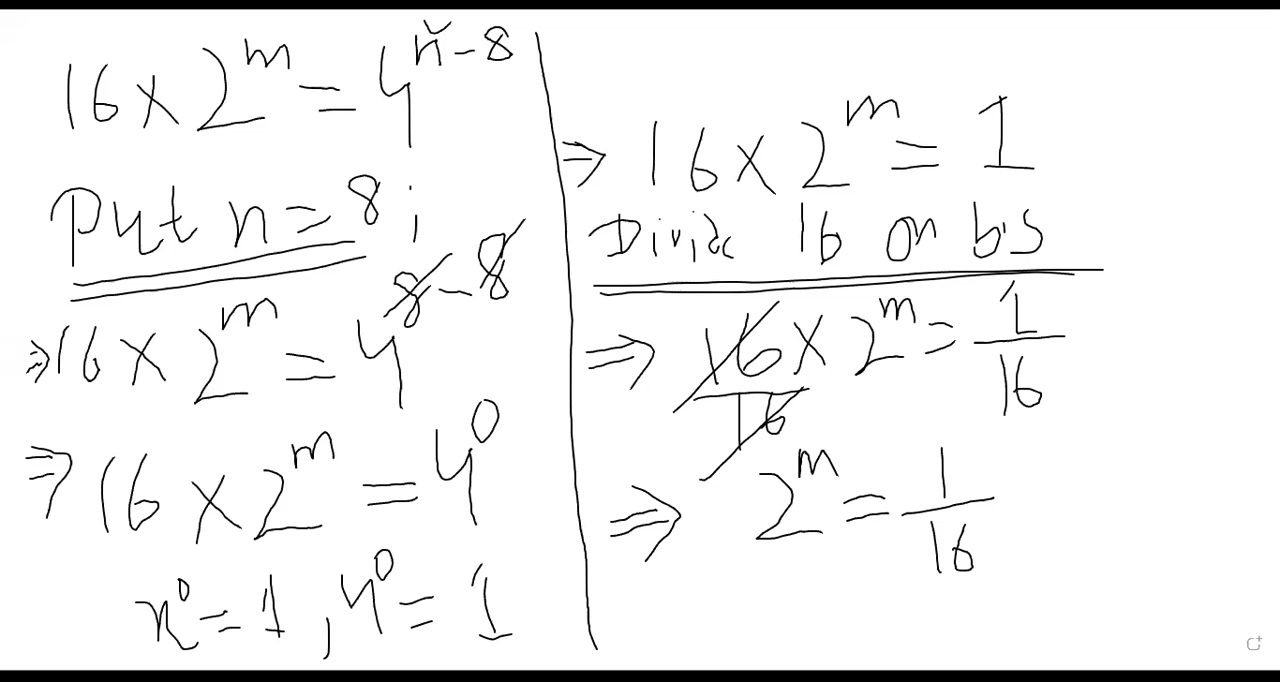 16 × 2^m = 4^{n-8}
Put n = 8 ;
⇒ 16 × 2^m = 4^{8-8}
⇒ 16 × 2^m = 4^0
x^0 = 1 , 4^0 = 1
⇒ 16 × 2^m = 1
Divide 16 on b.s
⇒ 16/16 × 2^m = 1/16
⇒ 2^m = 1/16